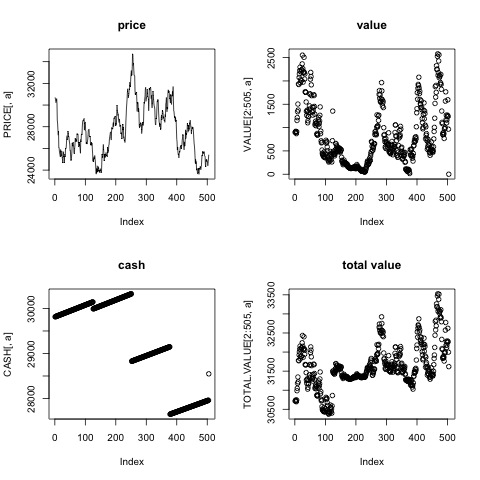 price
PRICE[, a]
24000 28000 32000
0 100 200 300 400 500
Index
value
VALUE[2:505, a]
0 500 1500 2500
0 100 200 300 400 500
Index
cash
CASH[, a]
28000 29000 30000
0 100 200 300 400 500
Index
total value
TOTAL.VALUE[2:505, a]
30500 31500 32500 33500
0 100 200 300 400 500
Index